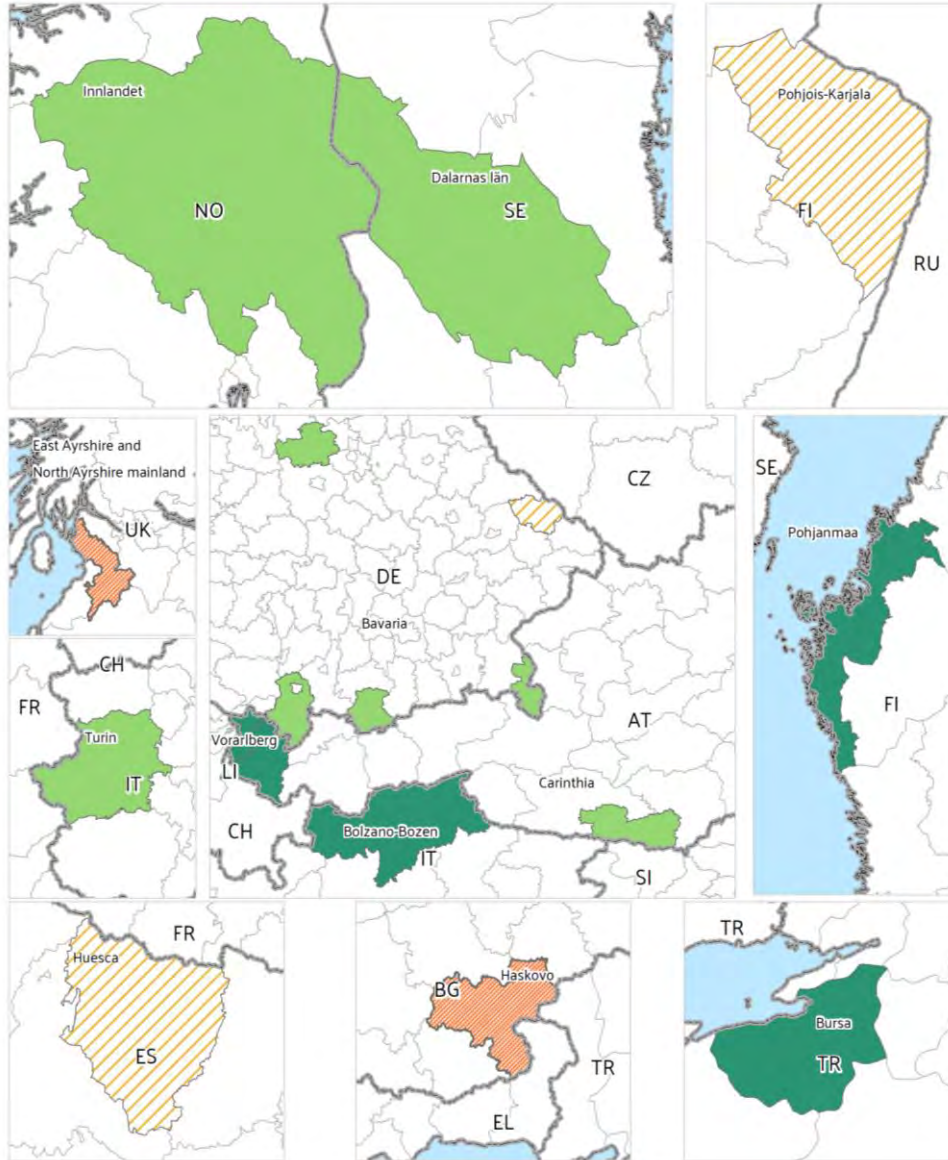 Innlandet
NO
Dalarnas län
SE
Pohjois-Karjala
FI
RU
East Ayrshire and
North Ayrshire mainland
UK
CH
FR
Turin
IT
CZ
DE
Bavaria
AT
Vorarlberg
LI
Carinthia
CH
Bolzano-Bozen
IT
SI
SE
Pohjanmaa
FI
FR
Huesca
ES
Haskovo
BG
TR
EL
TR
Bursa
TR